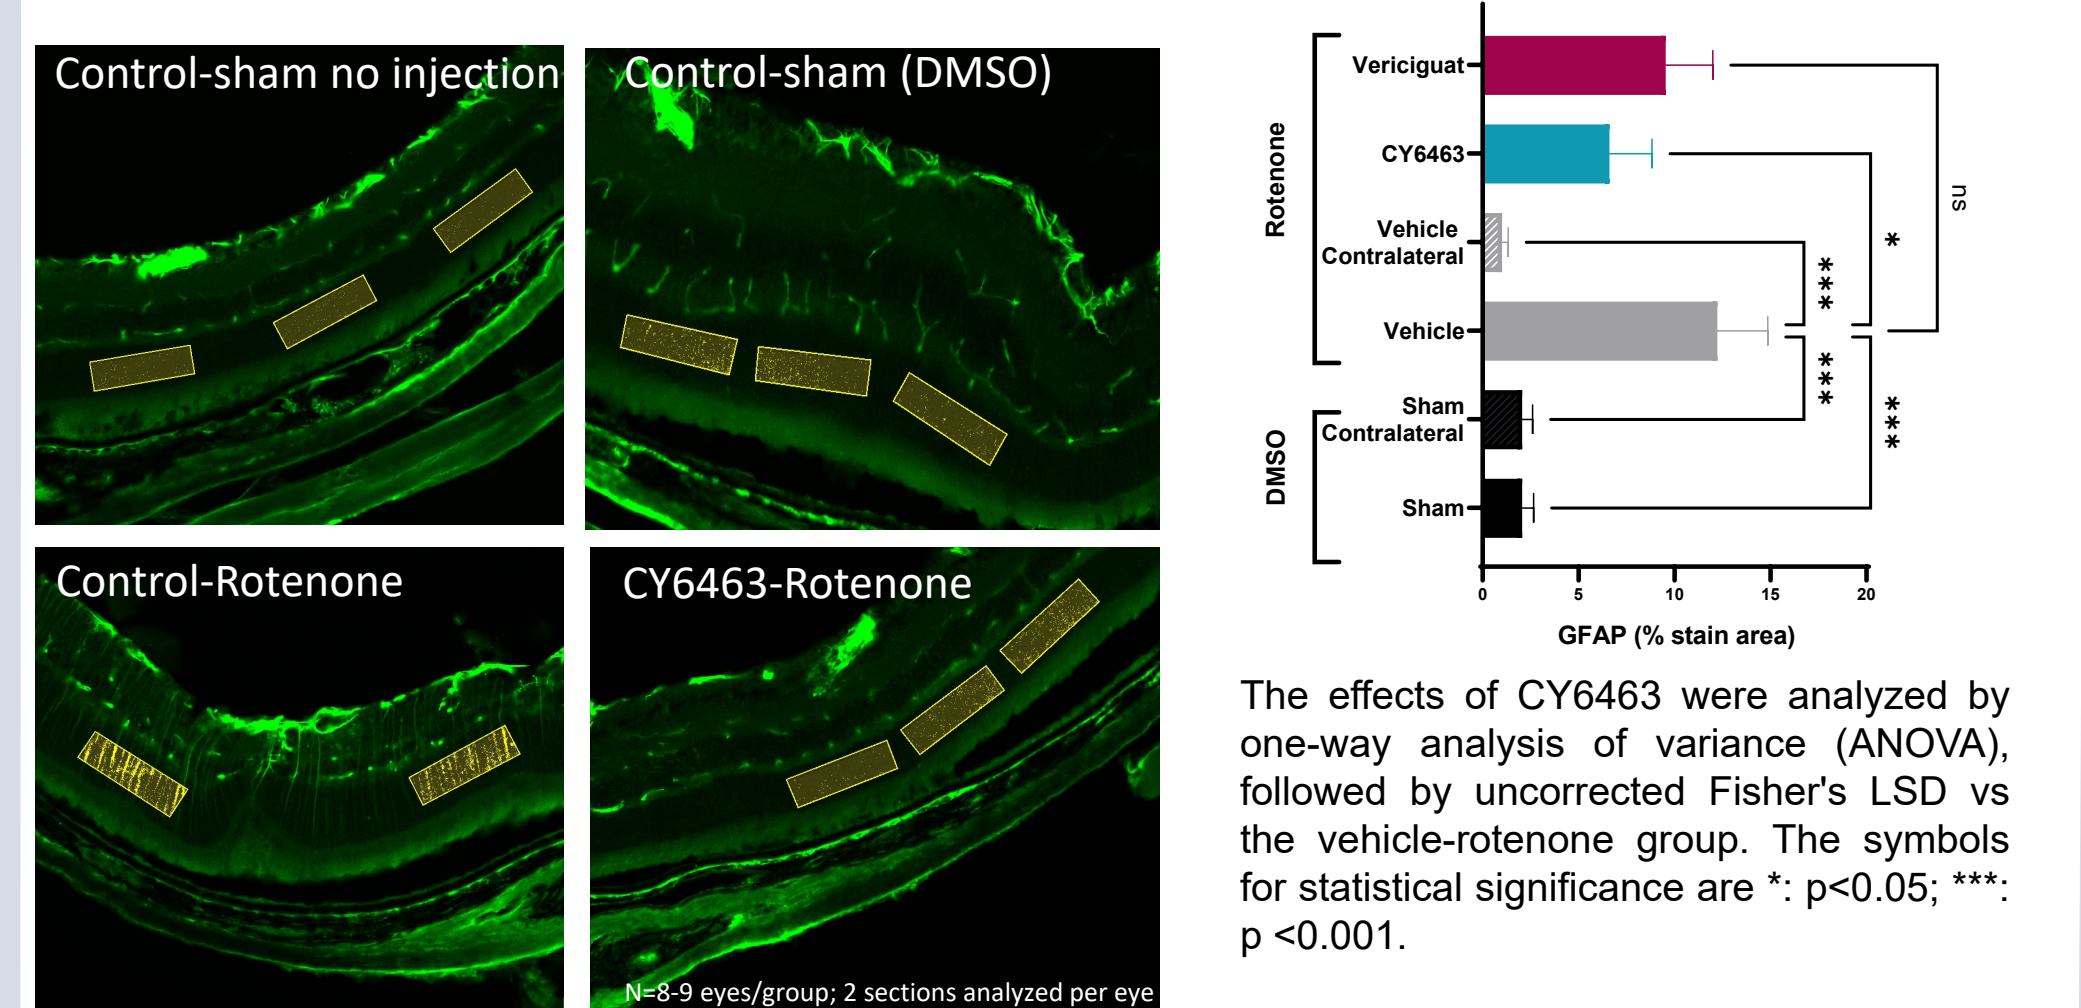 Control-sham no injection
Control-sham (DMSO)
Control-Rotenone
CY6463-Rotenone
N=8-9 eyes/group; 2 sections analyzed per eye
Rotenone
DMSO
Vericiguat
CY6463
Vehicle
Contralateral
Vehicle
Sham
Contralateral
Sham
ns
*
***
***
***
0 5 10 15 20
GFAP (% stain area)
The effects of CY6463 were analyzed by
one-way analysis of variance (ANOVA),
followed by uncorrected Fisher's LSD vs
the vehicle-rotenone group. The symbols
for statistical significance are *: p<0.05; ***:
p <0.001.